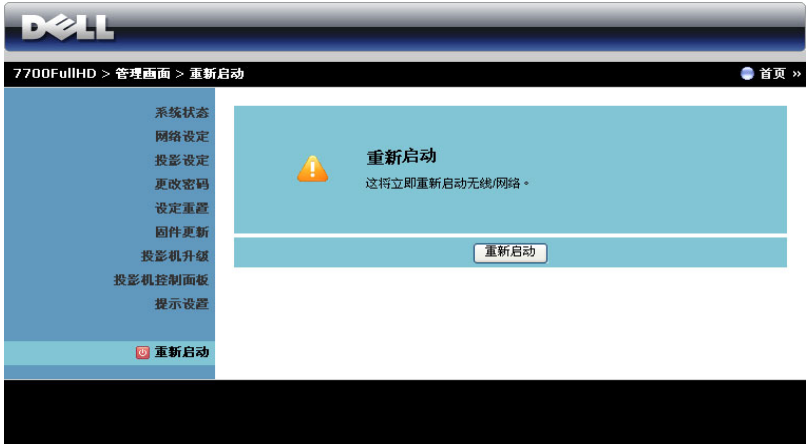 DELL
7700FullHD > 管理画面 > 重新启动
首页 »
系统状态
网络设定
投影设定
更改密码
设定重置
固件更新
投影机升级
投影机控制面板
提示设置
重新启动
重新启动
这将立即重新启动无线/网络。
重新启动